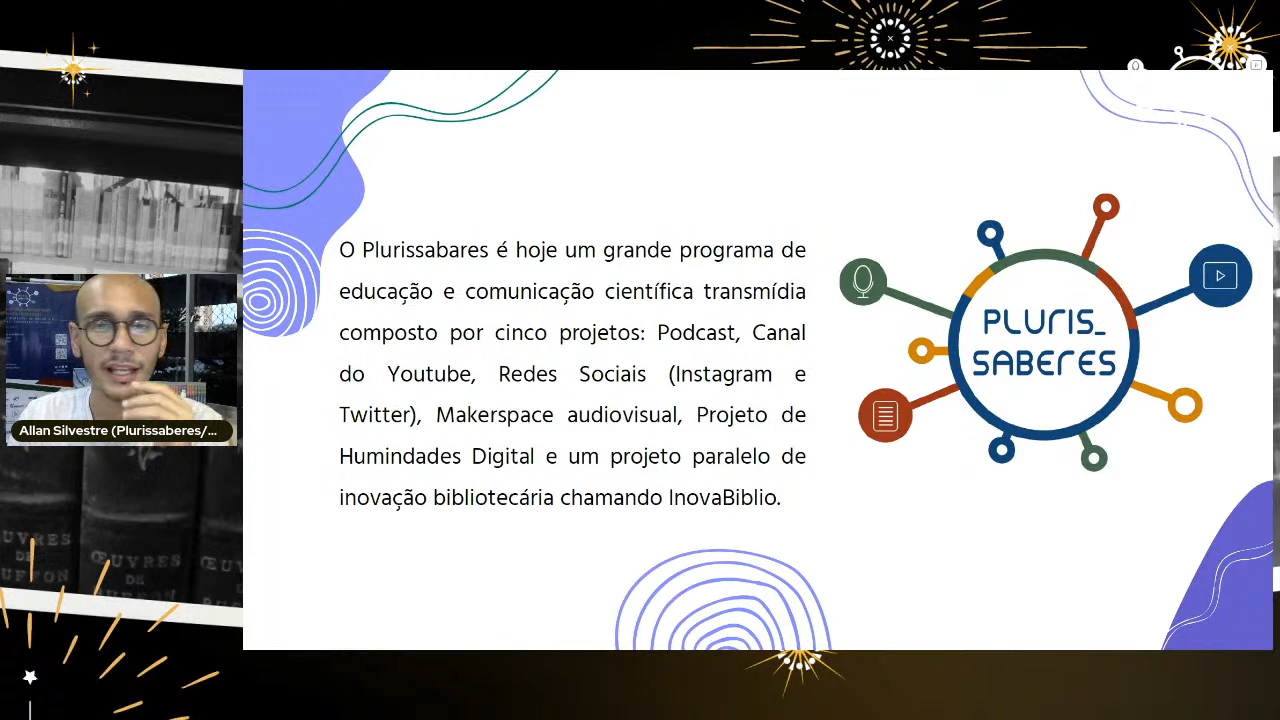 O Plurissabares é hoje um grande programa de
educação e comunicação científica transmídia
composto por cinco projetos: Podcast, Canal
do Youtube, Redes Sociais (Instagram e
Twitter), Makerspace audiovisual, Projeto de
Humindades Digital e um projeto paralelo de
inovação bibliotecária chamando InovaBiblio.
PLURIS_
SABERES
Allan Silvestre (Plurissaberes/...
ŒUVRES
DE